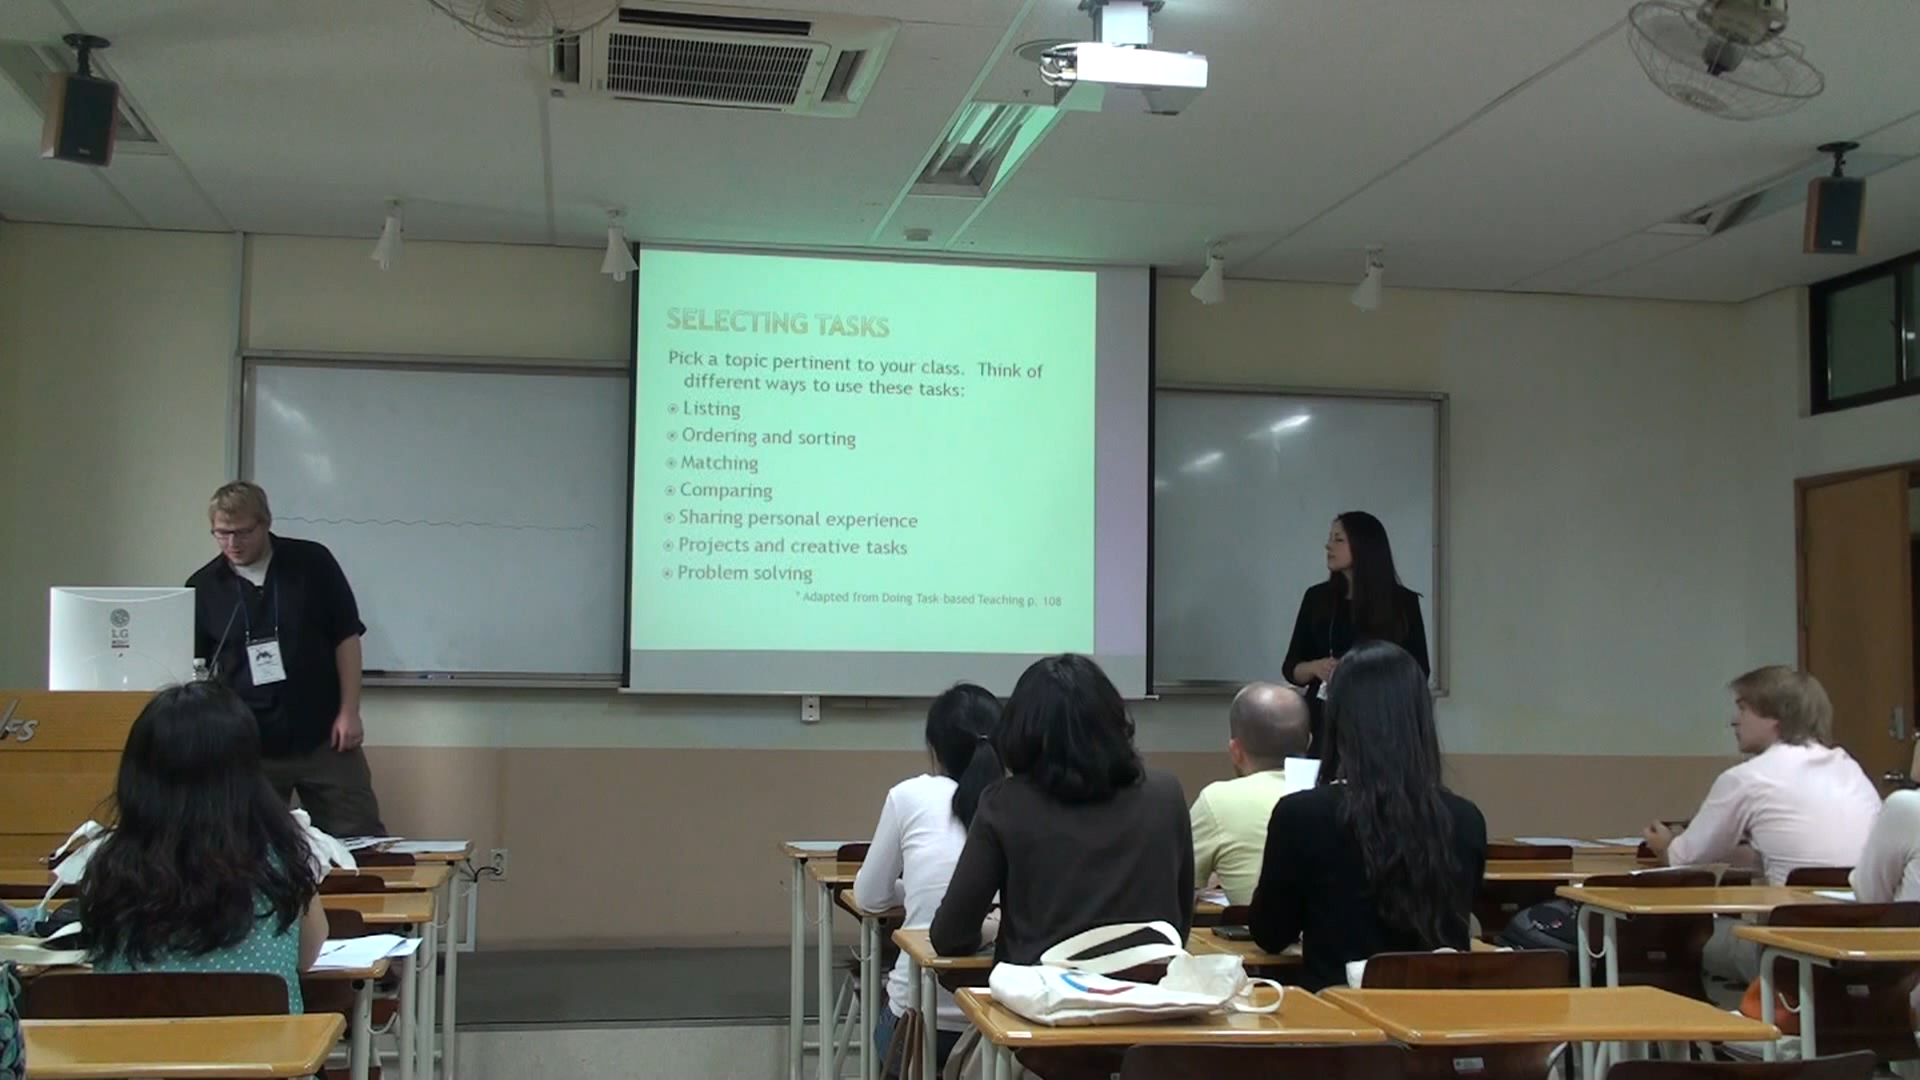 SELECTING TASKS
Pick a topic pertinent to your class. Think of
different ways to use these tasks:
Listing
Ordering and sorting
Matching
Comparing
Sharing personal experience
Projects and creative tasks
Problem solving
* Adapted from Doing Task-based Teaching p. 108
LG